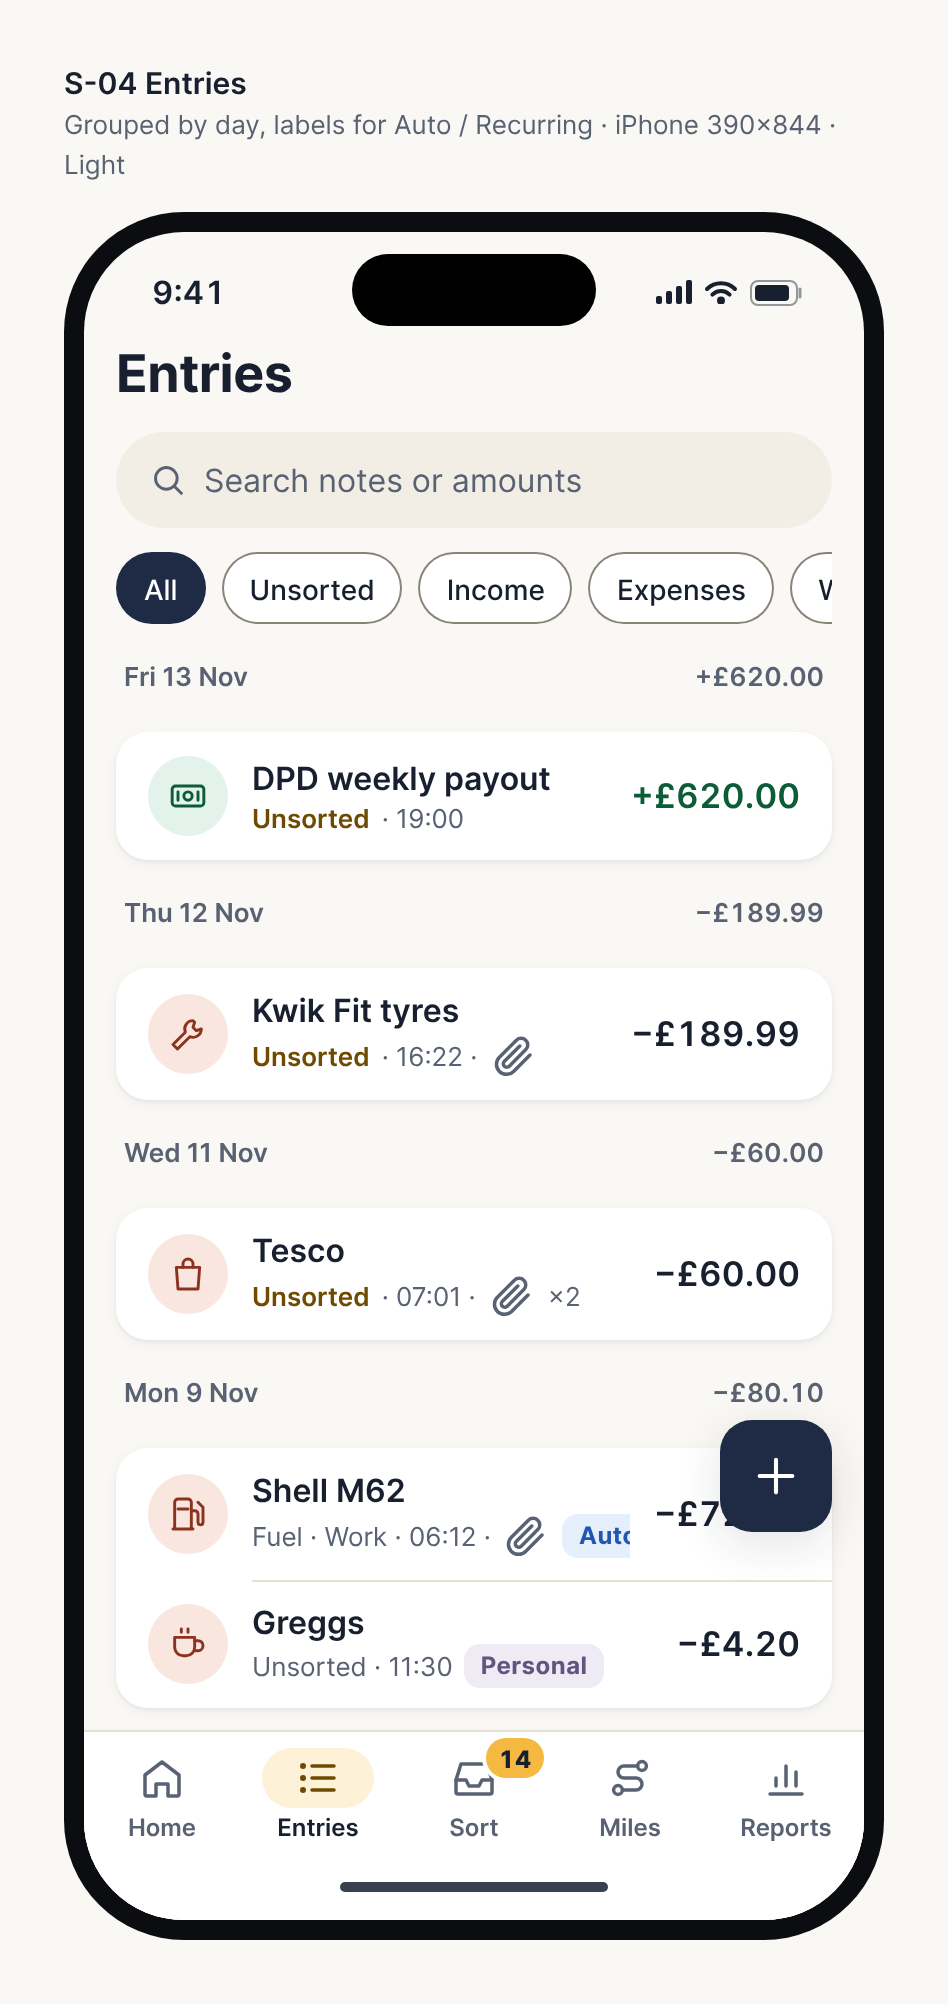 S-04 Entries
Grouped by day, labels for Auto / Recurring · iPhone 390×844 ·
Light
9:41
Entries
Search notes or amounts
All Unsorted Income Expenses
Fri 13 Nov +£620.00
DPD weekly payout
+£620.00
Unsorted · 19:00
Thu 12 Nov −£189.99
Kwik Fit tyres
−£189.99
Unsorted · 16:22 ·
Wed 11 Nov −£60.00
Tesco
−£60.00
Unsorted · 07:01 · ×2
Mon 9 Nov −£80.10
Shell M62
−£7
Fuel · Work · 06:12 · Auto
Greggs
−£4.20
Unsorted · 11:30 Personal
14
Home Entries Sort Miles Reports